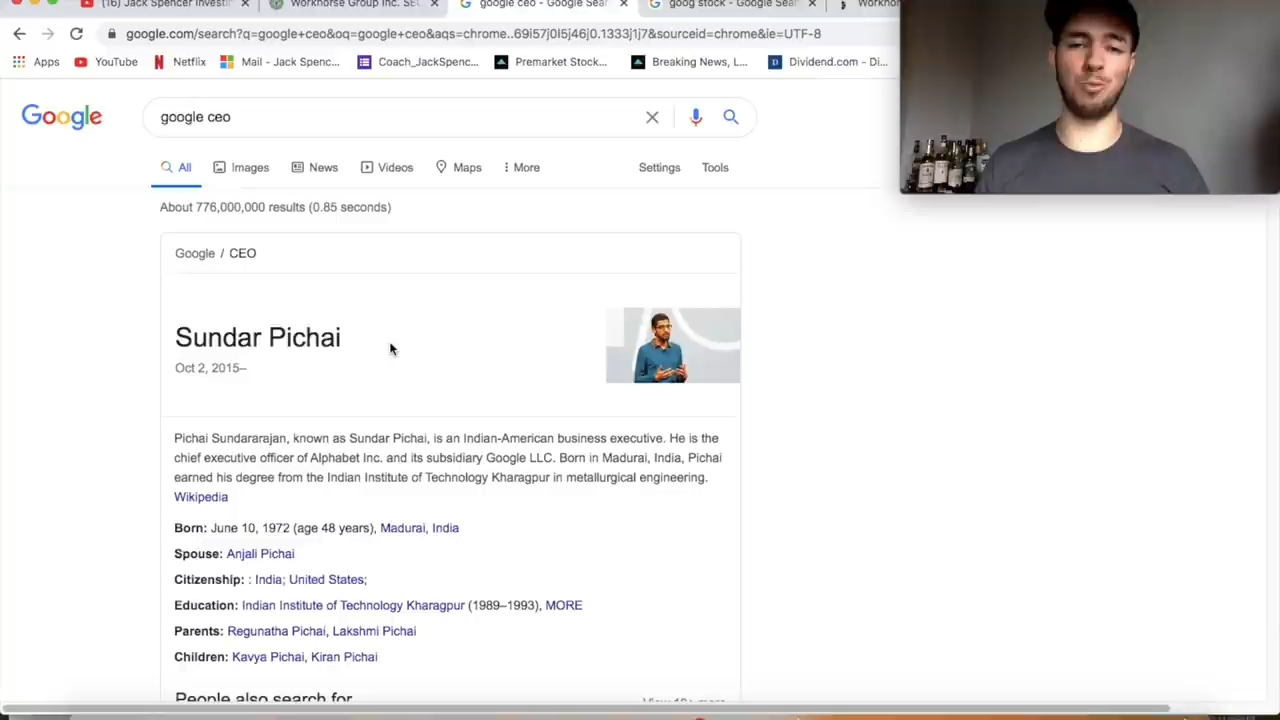 (16) Jack Spencer Investi
Workhorse Group Inc. SE
google ceo - Google Sear
goog stock - Google Sear
Workh
google.com/search?q=google+ceo&oq=google+ceo&aqs=chrome..69i57j0l5j46j0.1333j1j7&sourceid=chrome&ie=UTF-8
Apps
YouTube
Netflix
Mail - Jack Spenc...
Coach_JackSpenc...
Premarket Stock...
Breaking News, L...
Dividend.com - Di...
Google
google ceo
All
Images
News
Videos
Maps
More
Settings
Tools
About 776,000,000 results (0.85 seconds)
Google / CEO
Sundar Pichai
Oct 2, 2015–
Pichai Sundararajan, known as Sundar Pichai, is an Indian-American business executive. He is the
chief executive officer of Alphabet Inc. and its subsidiary Google LLC. Born in Madurai, India, Pichai
earned his degree from the Indian Institute of Technology Kharagpur in metallurgical engineering.
Wikipedia
Born: June 10, 1972 (age 48 years), Madurai, India
Spouse: Anjali Pichai
Citizenship: : India; United States;
Education: Indian Institute of Technology Kharagpur (1989–1993), MORE
Parents: Regunatha Pichai, Lakshmi Pichai
Children: Kavya Pichai, Kiran Pichai
People also search for
View 10+ more